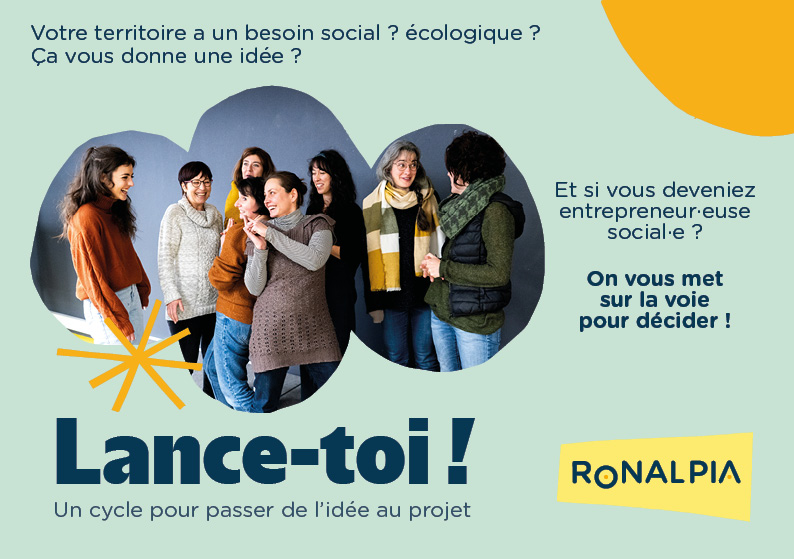 Votre territoire a un besoin social ? écologique ?
Ça vous donne une idée ?
Et si vous deveniez
entrepreneur·euse
social·e ?
On vous met
sur la voie
pour décider !
Lance-toi !
Un cycle pour passer de l’idée au projet
RONALPIA